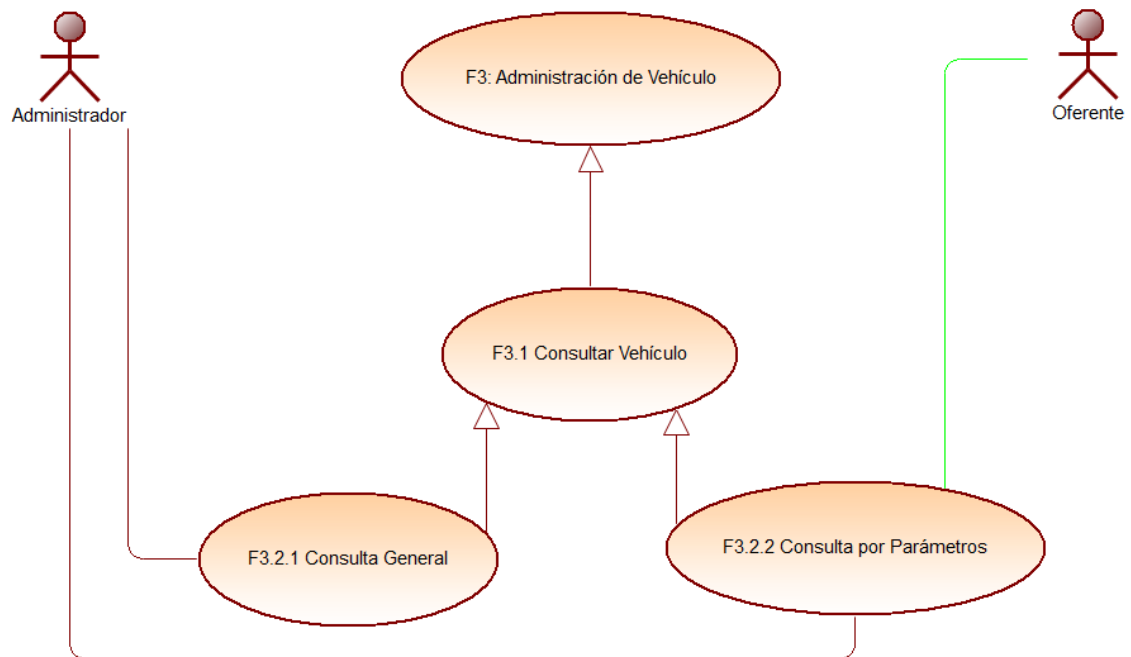 Administrador
F3: Administración de Vehículo
Oferente
F3.1 Consultar Vehículo
F3.2.1 Consulta General
F3.2.2 Consulta por Parámetros